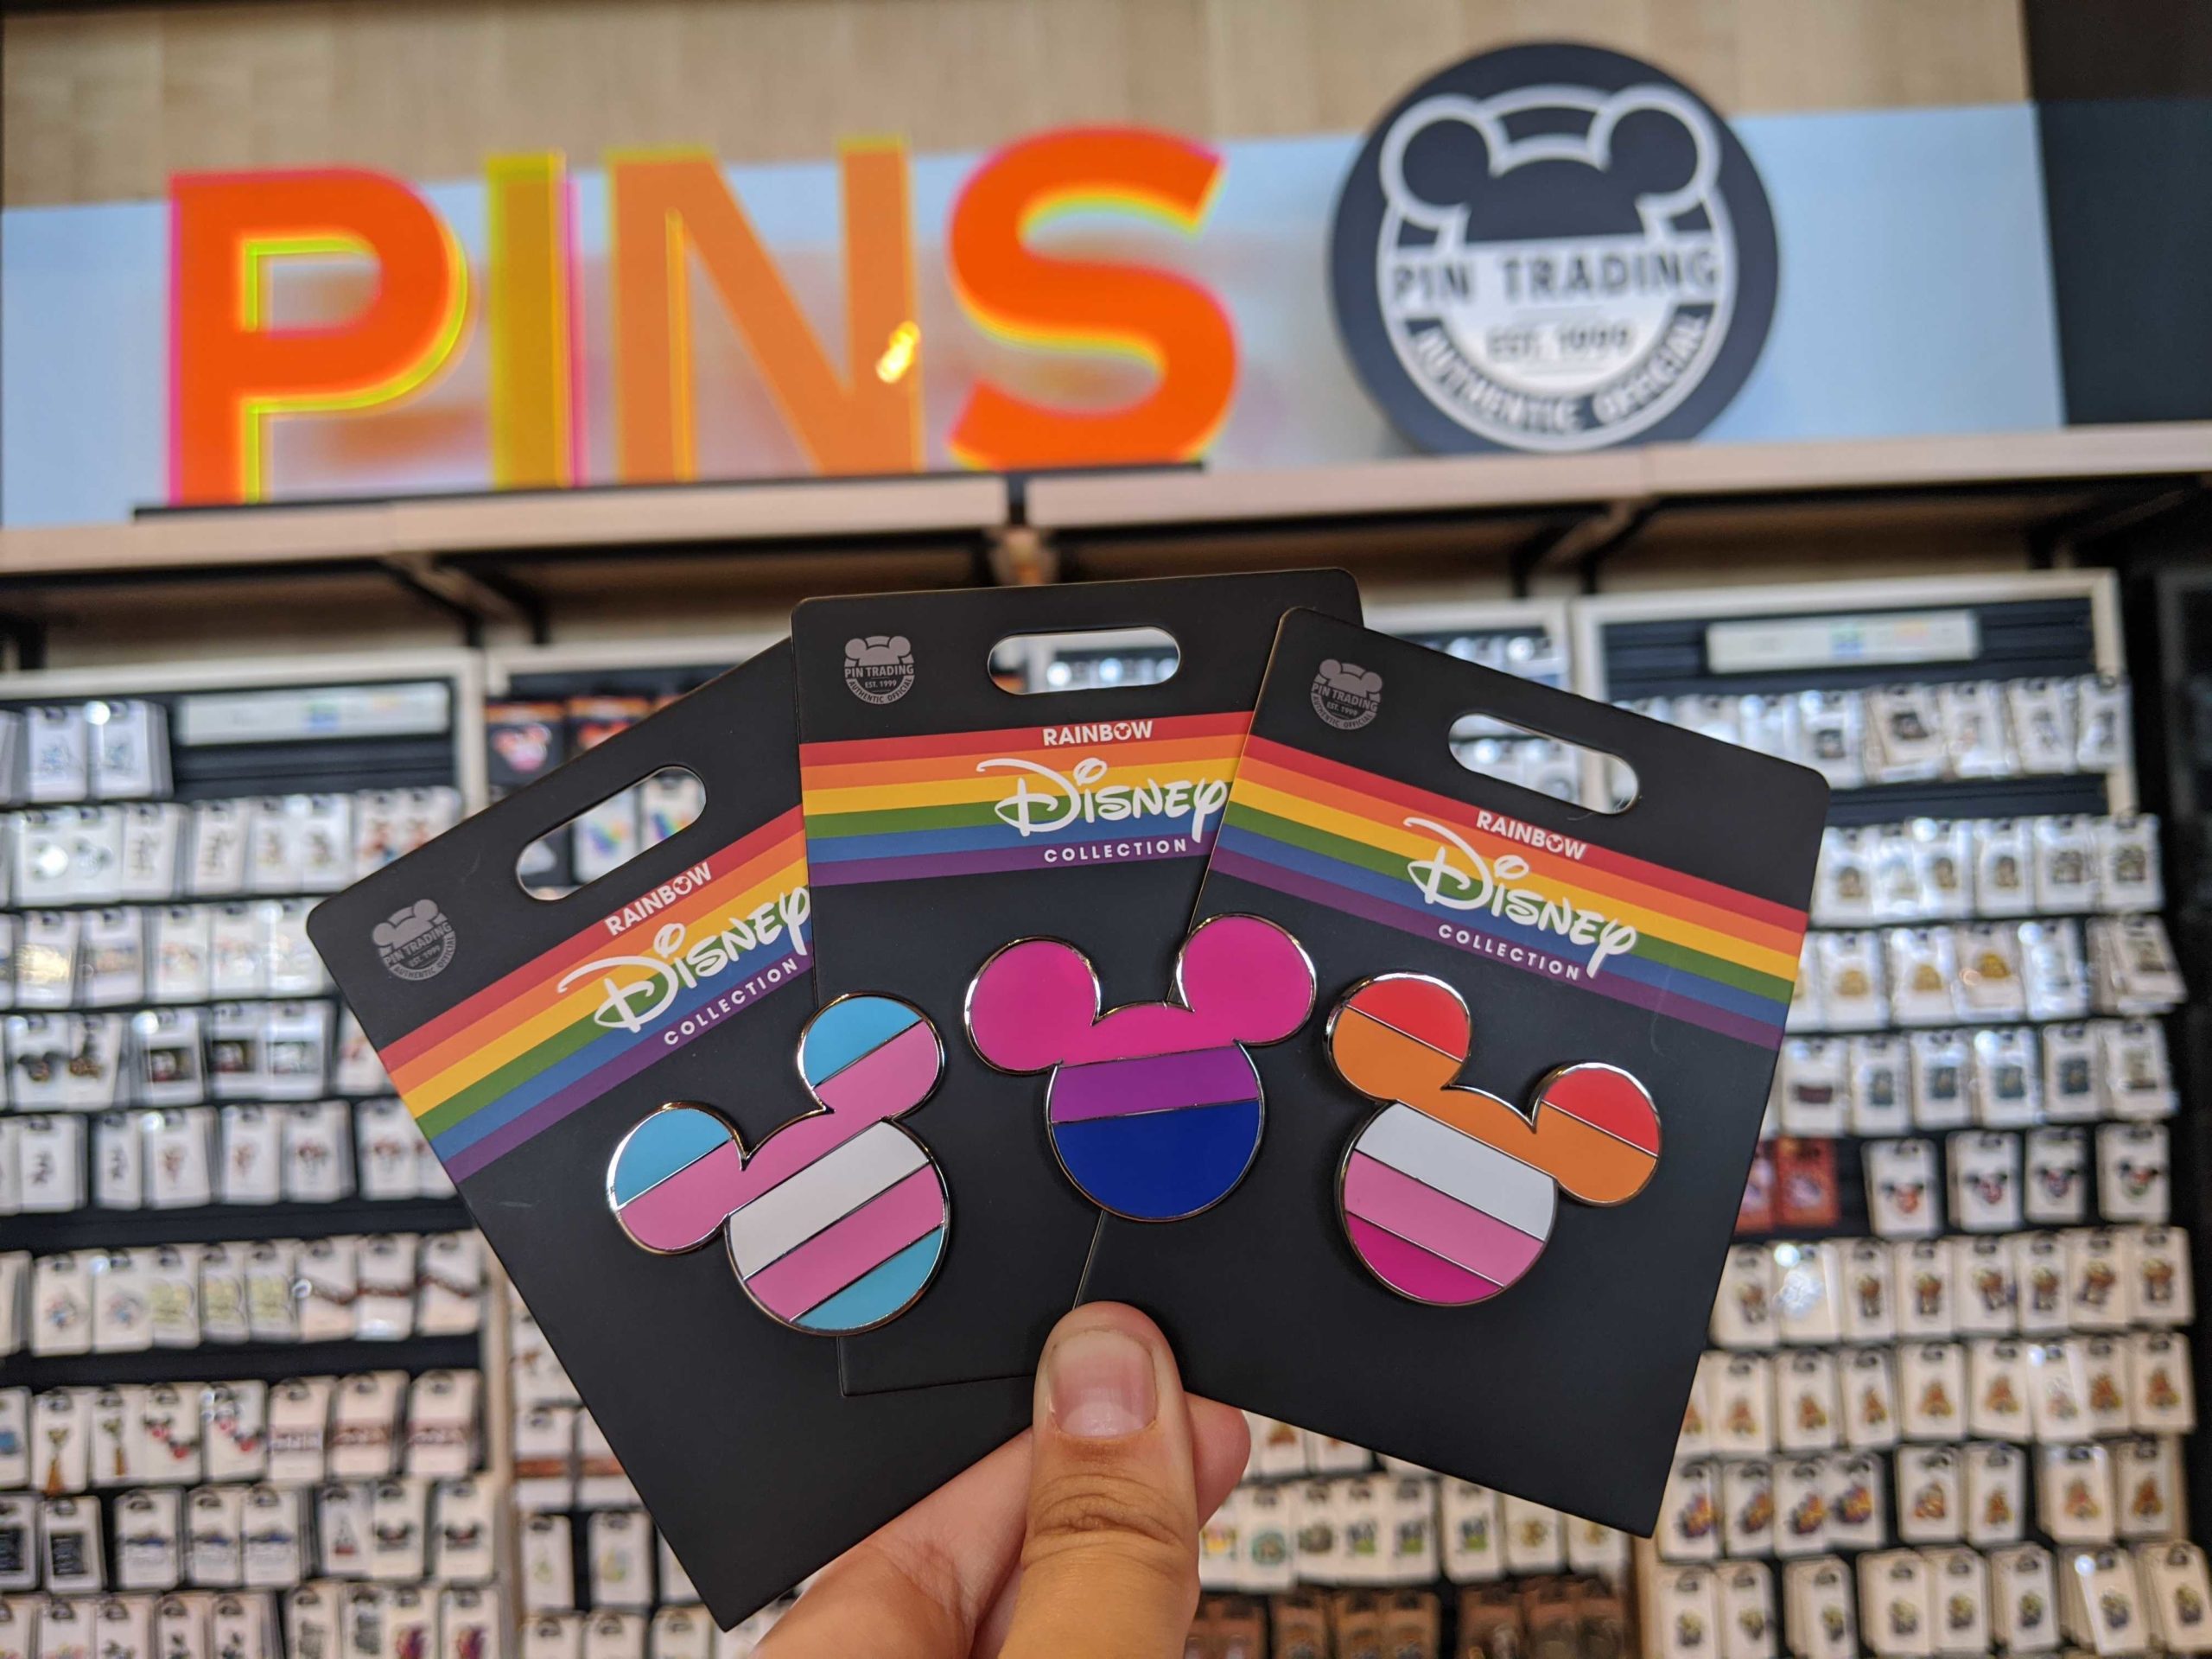 PINS
PIN TRADING
EST. 1999
AUTHENTIC OFFICIAL
PIN TRADING
EST. 1999
AUTHENTIC OFFICIAL
RAINBOW
Disney
COLLECTION
PIN TRADING
EST. 1999
AUTHENTIC OFFICIAL
RAINBOW
Disney
COLLECTION
PIN TRADING
EST. 1999
AUTHENTIC OFFICIAL
RAINBOW
Disney
COLLECTION